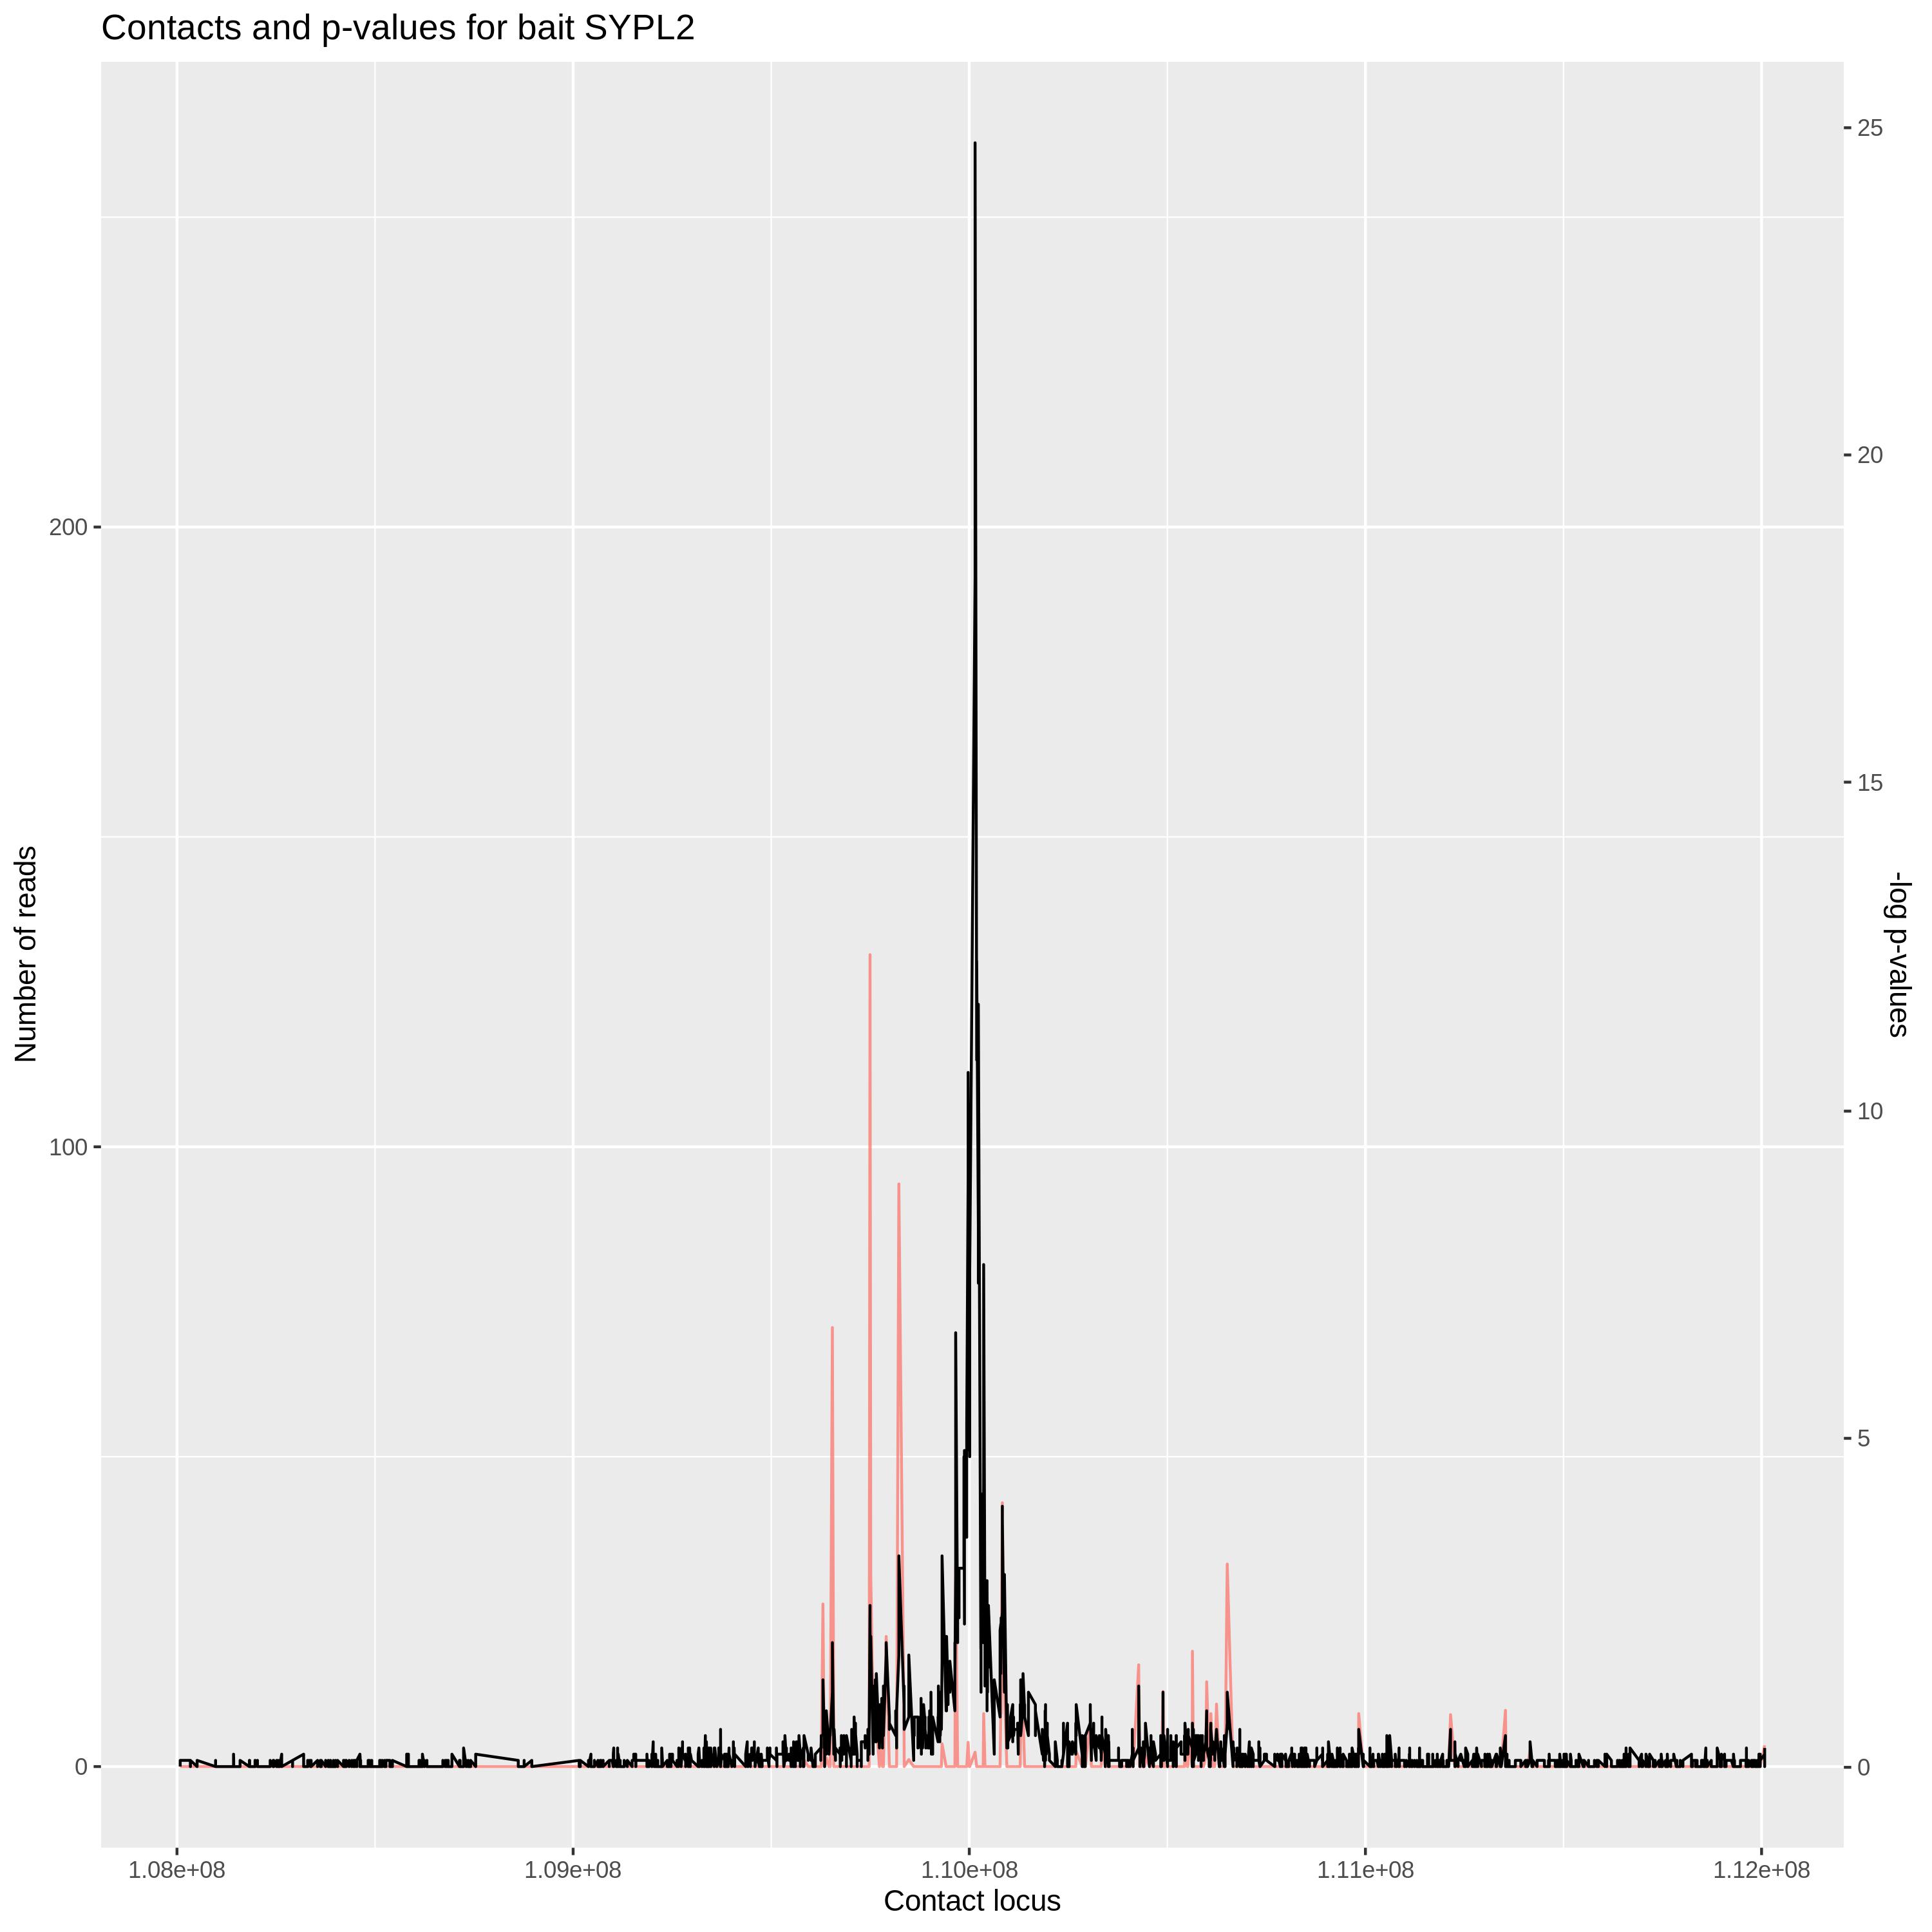 Contacts and p-values for bait SYPL2
25
20
200
15
Number of reads
-log p-values
100
10
5
0
0
1.08e+08
1.09e+08
1.10e+08
1.11e+08
1.12e+08
Contact locus